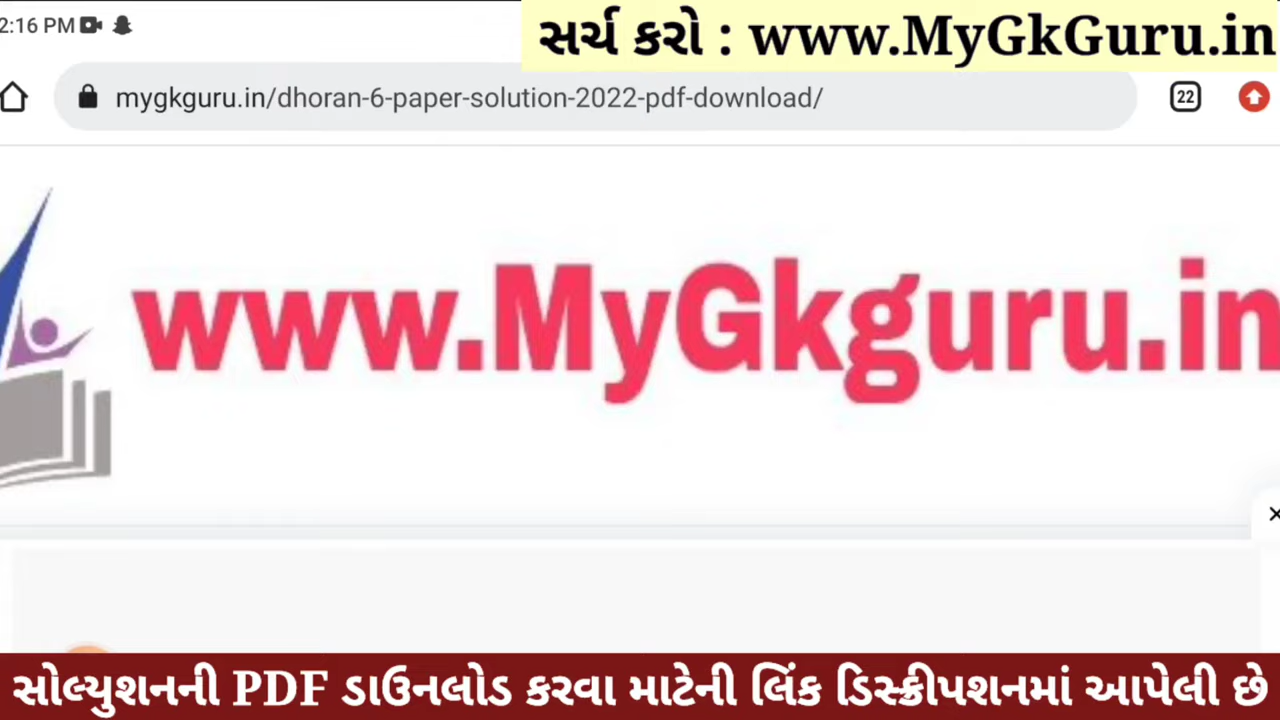 2:16 PM
સર્ચ કરો : www.MyGkGuru.in
mygkguru.in/dhoran-6-paper-solution-2022-pdf-download/
22
www.MyGkguru.in
સોલ્યુશનની PDF ડાઉનલોડ કરવા માટેની લિંક ડિસ્ક્રીપશનમાં આપેલી છે